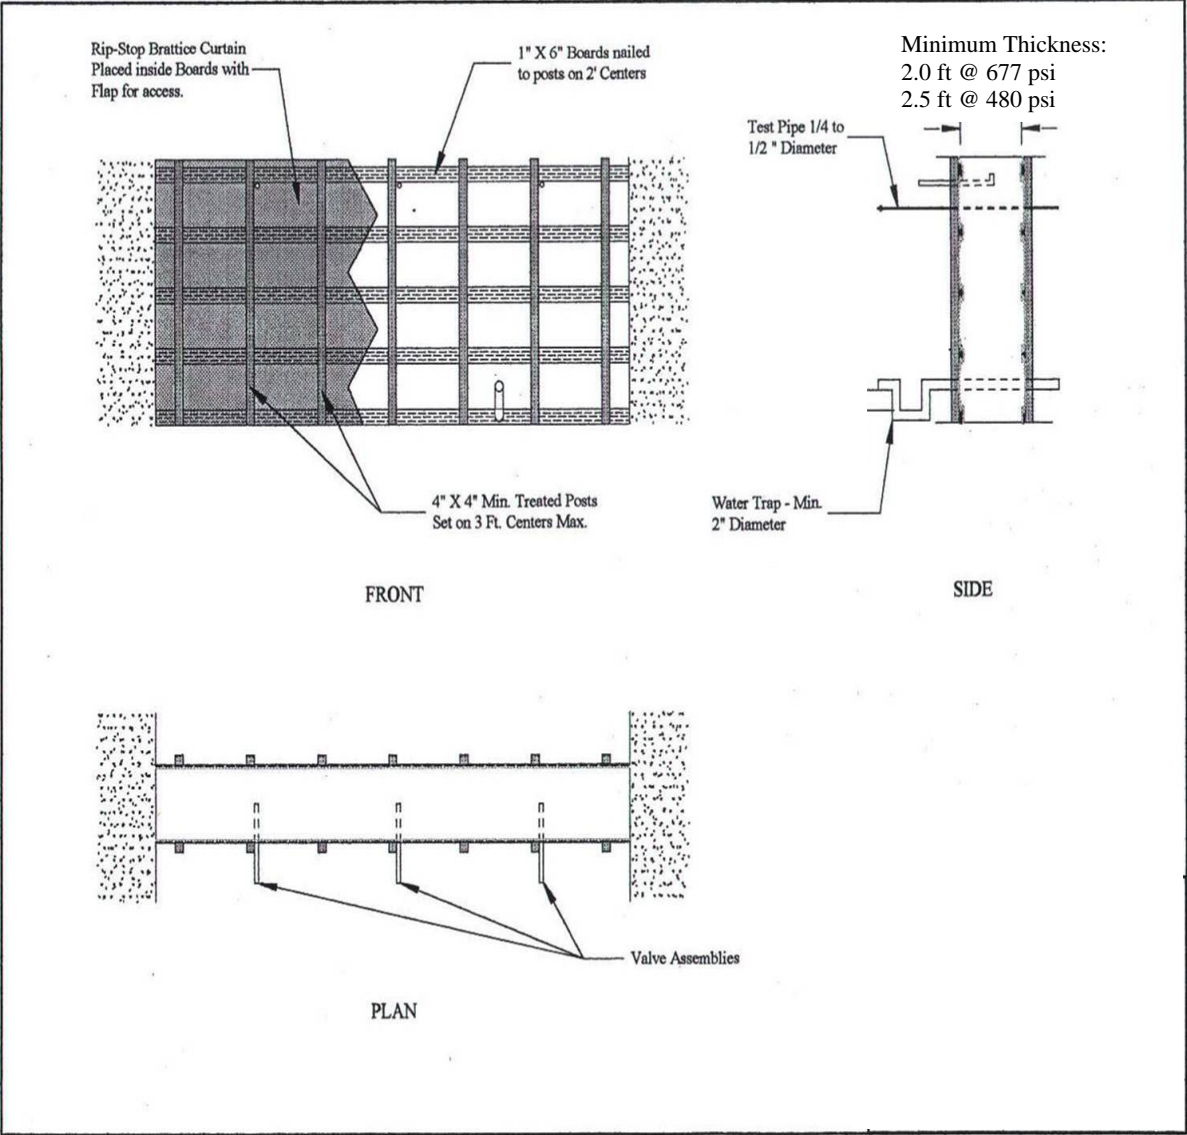 Rip-Stop Brattice Curtain
Placed inside Boards with
Flap for access.
1" X 6" Boards nailed
to posts on 2' Centers
Minimum Thickness:
2.0 ft @ 677 psi
2.5 ft @ 480 psi
Test Pipe 1/4 to
1/2 " Diameter
4" X 4" Min. Treated Posts
Set on 3 Ft. Centers Max.
Water Trap - Min.
2" Diameter
FRONT
SIDE
Valve Assemblies
PLAN